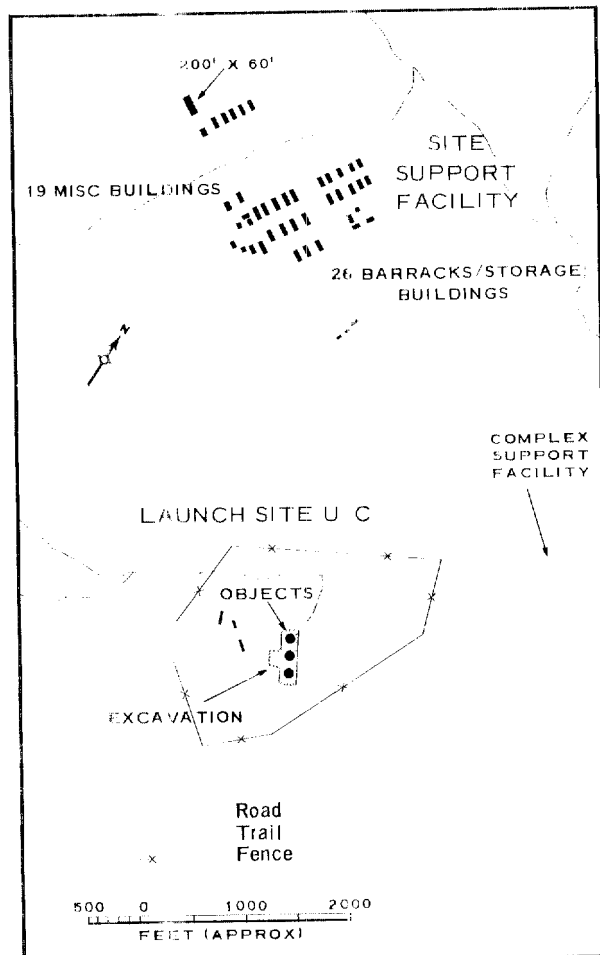 200' X 60'
SITE
SUPPORT
FACILITY
19 MISC BUILDINGS
26 BARRACKS/STORAGE
BUILDINGS
N
COMPLEX
SUPPORT
FACILITY
LAUNCH SITE U C
OBJECTS
EXCAVATION
Road
Trail
Fence
500 0 1000 2000
FEET (APPROX)